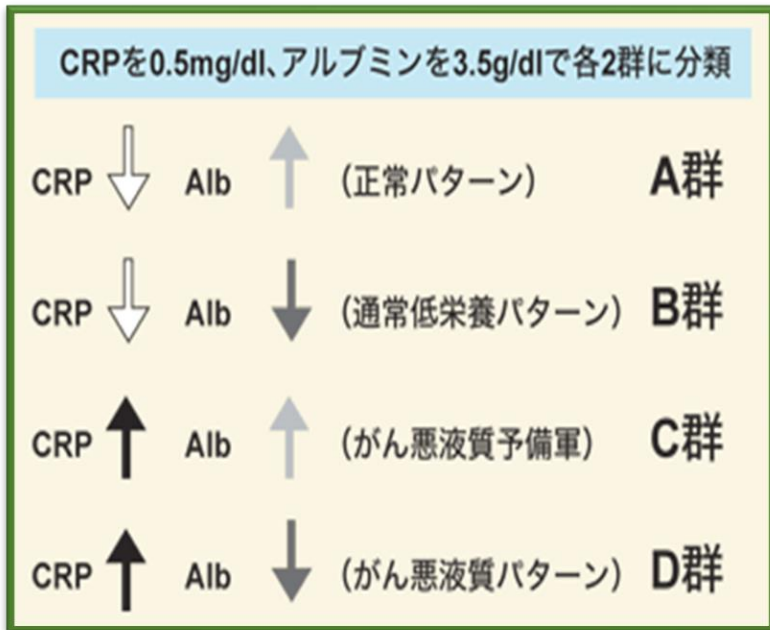 CRPを0.5mg/dl、アルブミンを3.5g/dlで各2群に分類
CRP Alb (正常パターン) A群
CRP Alb (通常低栄養パターン) B群
CRP Alb (がん悪液質予備軍) C群
CRP Alb (がん悪液質パターン) D群